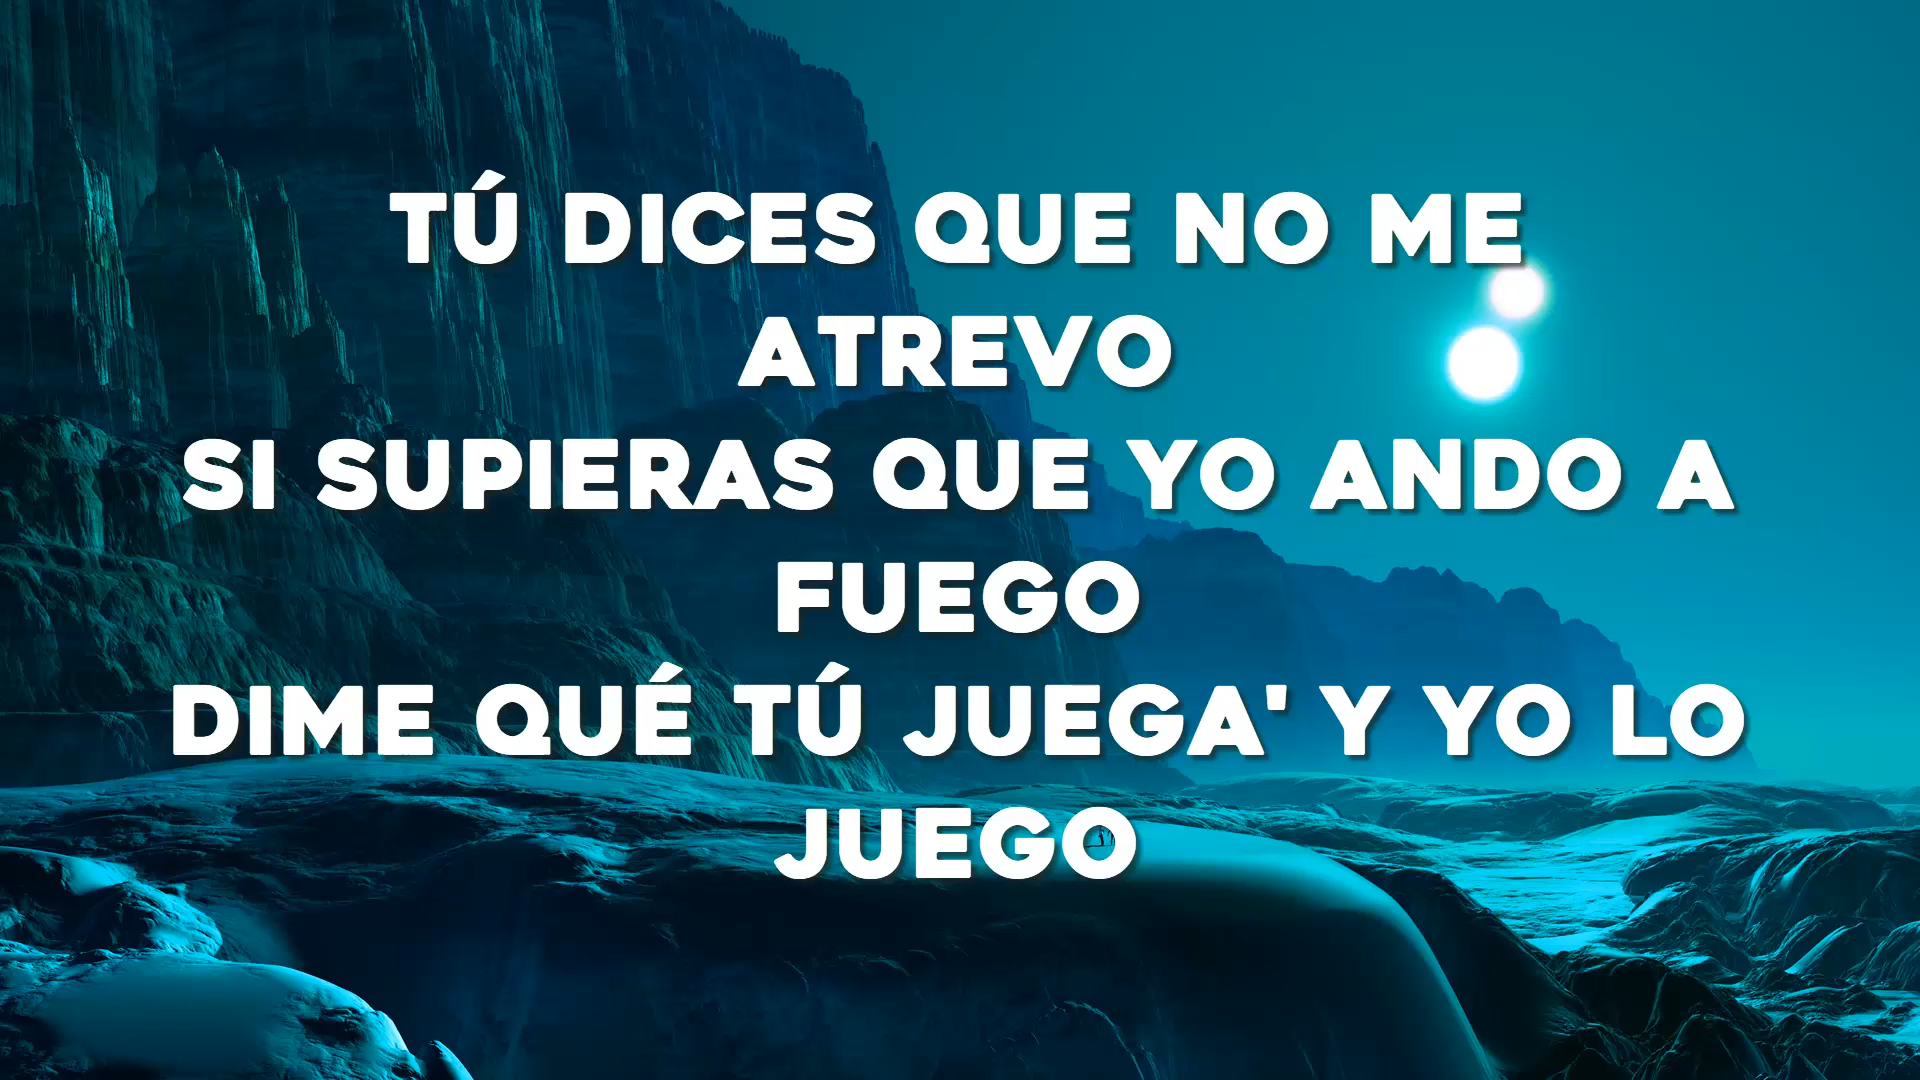 TÚ DICES QUE NO ME
ATREVO
SI SUPIERAS QUE YO ANDO A
FUEGO
DIME QUÉ TÚ JUEGA' Y YO LO
JUEGO